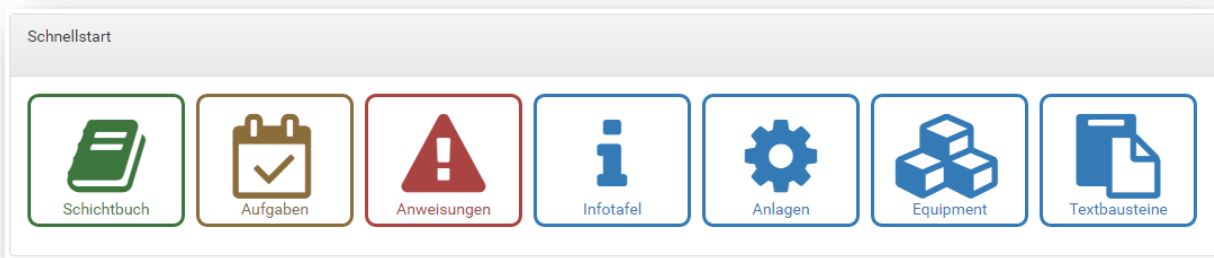 Schnellstart
Schichtbuch
Aufgaben
Anweisungen
Infotafel
Anlagen
Equipment
Textbausteine